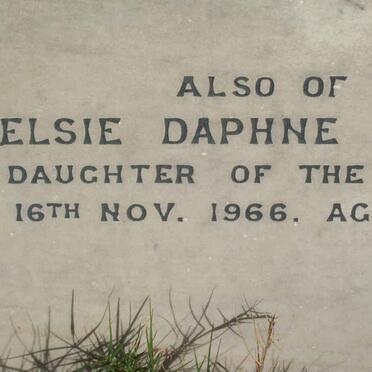 ALSO OF
ELSIE DAPHNE
DAUGHTER OF THE
16TH NOV. 1966. AG